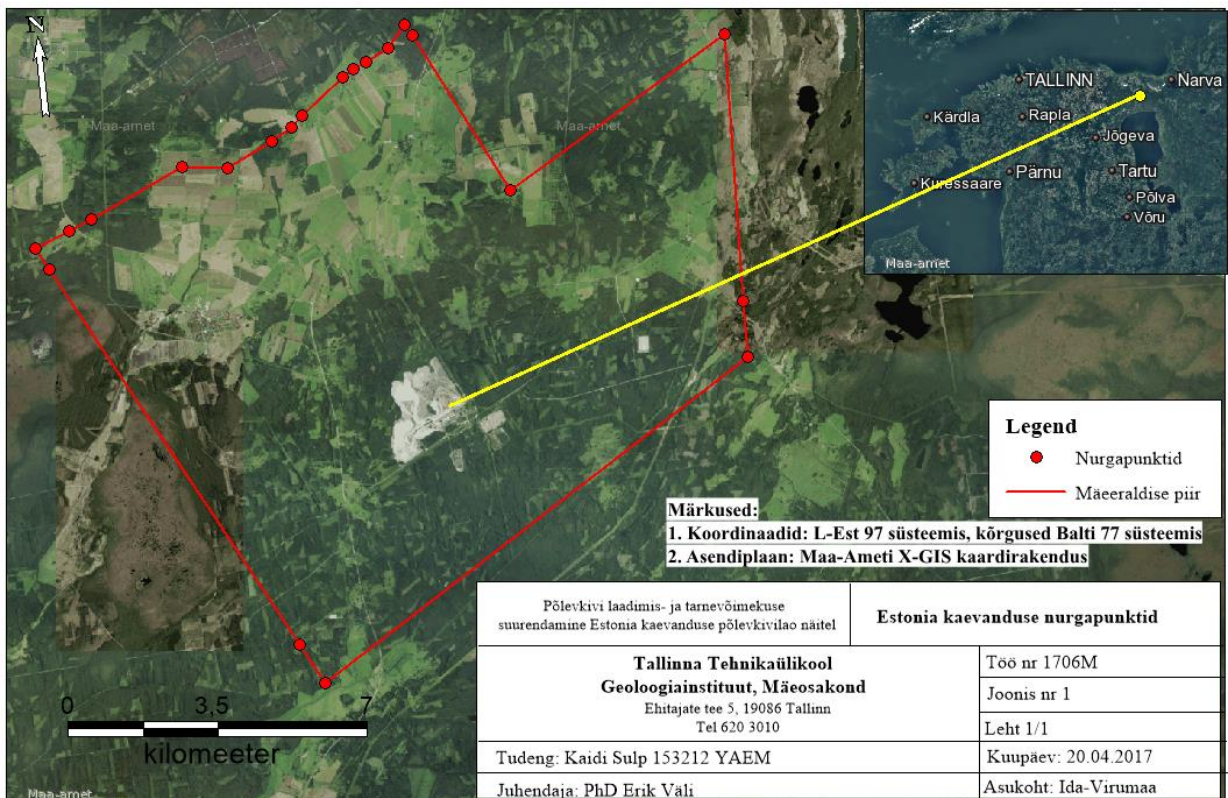 N
Maa-amet
Maa-amet
TALLINN
Narva
Kärdla
Rapla
Jõgeva
Kuressaare
Pärnu
Tartu
Põlva
Võru
Maa-amet
Legend
Nurgapunktid
Mäeeraldise piir
Märkused:
1. Koordinaadid: L-Est 97 süsteemis, kõrgused Balti 77 süsteemis
2. Asendiplaan: Maa-Ameti X-GIS kaardirakendus
Põlevkivi laadimis- ja tarnevõimekuse
suurendamine Estonia kaevanduse põlevkivilao näitel
Estonia kaevanduse nurgapunktid
Tallinna Tehnikaülikool
Geoloogiainstituut, Mäeosakond
Ehitajate tee 5, 19086 Tallinn
Tel 620 3010
Töö nr 1706M
Joonis nr 1
Leht 1/1
Tudeng: Kaidi Sulp 153212 YAEM
Kuupäev: 20.04.2017
Juhendaja: PhD Erik Väli
Asukoht: Ida-Virumaa
0 3,5 7
kilomeeter
Maa-amet